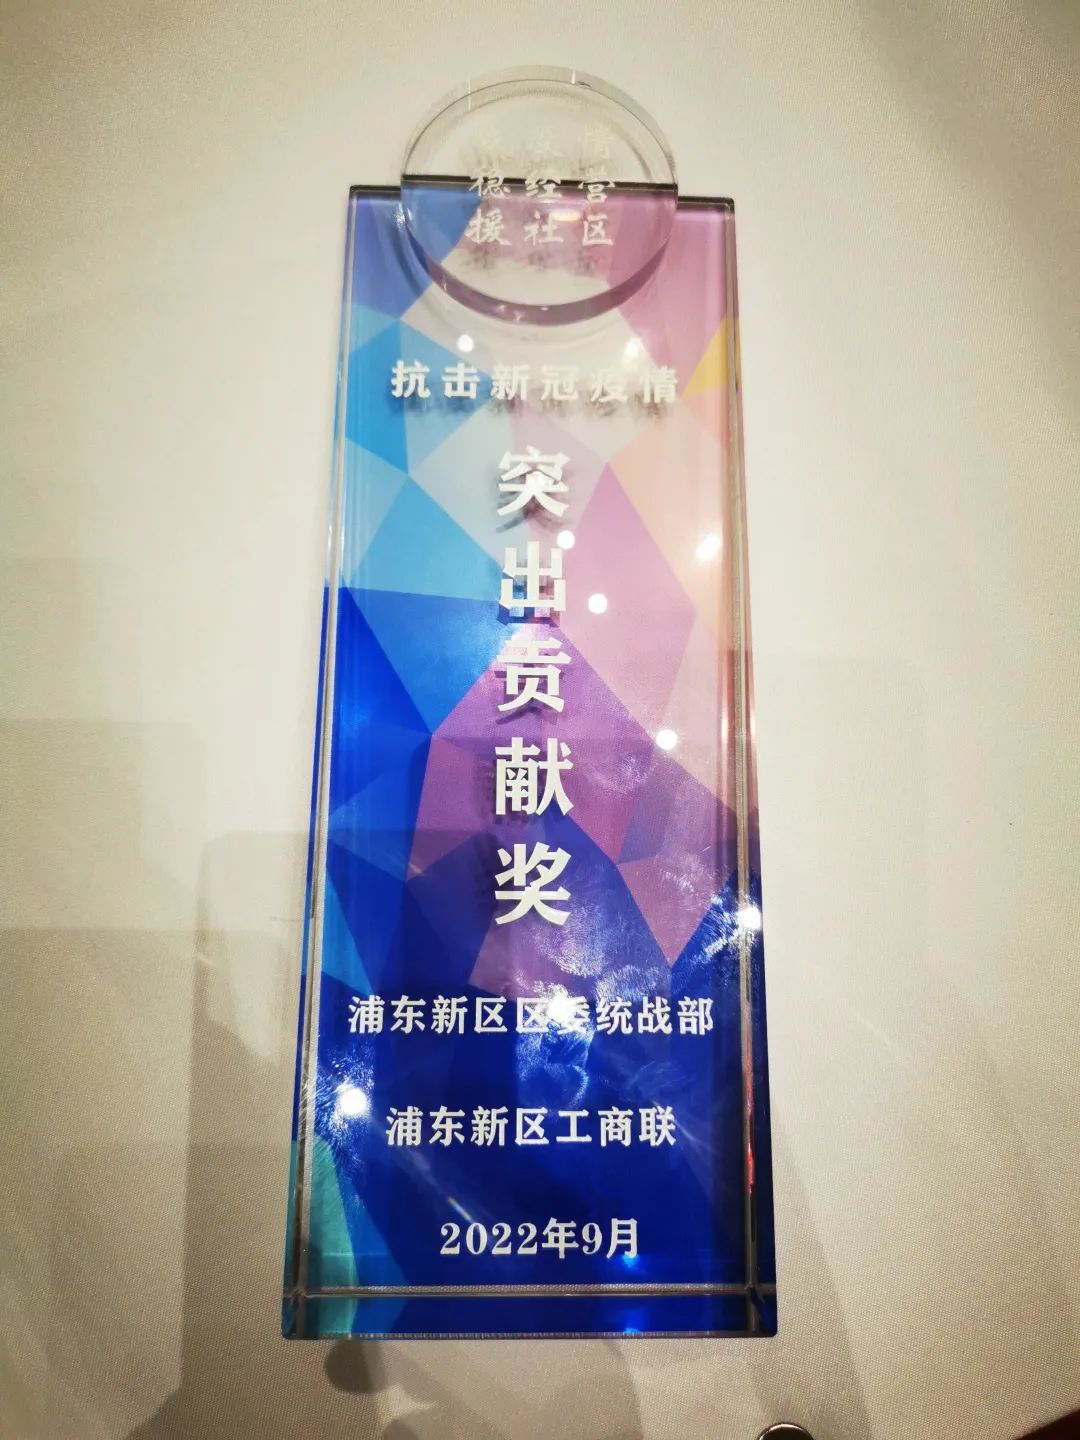 情
稳经营
援社区
抗击新冠疫情
突出贡献奖
浦东新区区委统战部
浦东新区工商联
2022年9月